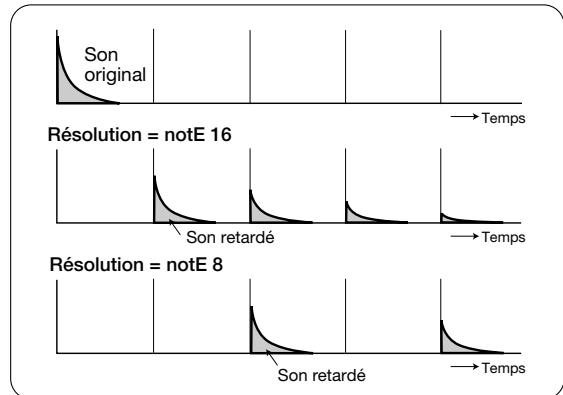 Son
original
Temps
Résolution = notE 16
Son retardé
Temps
Résolution = notE 8
Son retardé
Temps